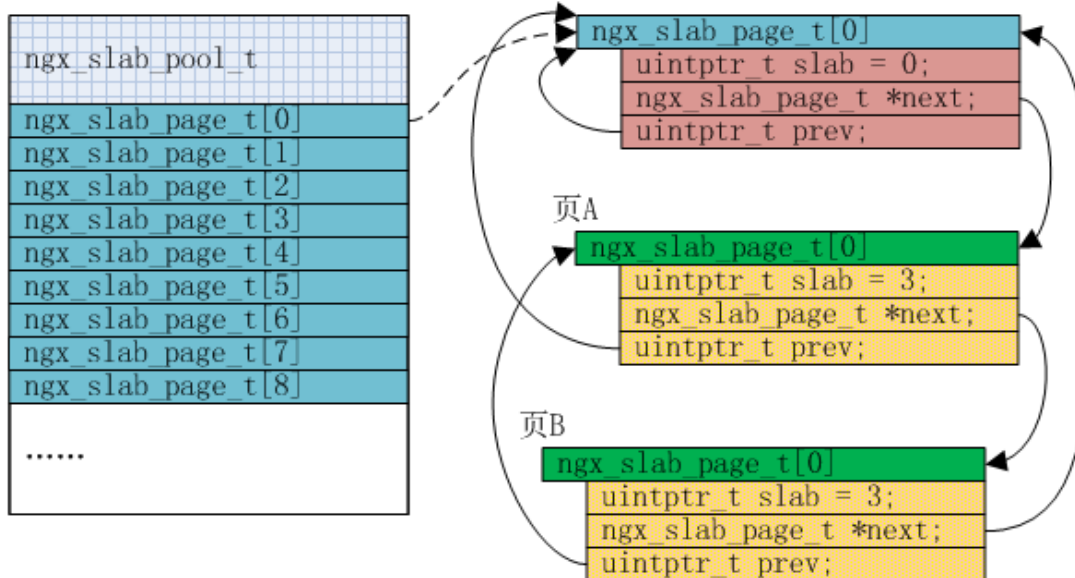 ngx_slab_pool_t
ngx_slab_page_t[0]
ngx_slab_page_t[1]
ngx_slab_page_t[2]
ngx_slab_page_t[3]
ngx_slab_page_t[4]
ngx_slab_page_t[5]
ngx_slab_page_t[6]
ngx_slab_page_t[7]
ngx_slab_page_t[8]
......
ngx_slab_page_t[0]
uintptr_t slab = 0;
ngx_slab_page_t *next;
uintptr_t prev;
页A
ngx_slab_page_t[0]
uintptr_t slab = 3;
ngx_slab_page_t *next;
uintptr_t prev;
页B
ngx_slab_page_t[0]
uintptr_t slab = 3;
ngx_slab_page_t *next;
uintptr_t prev;